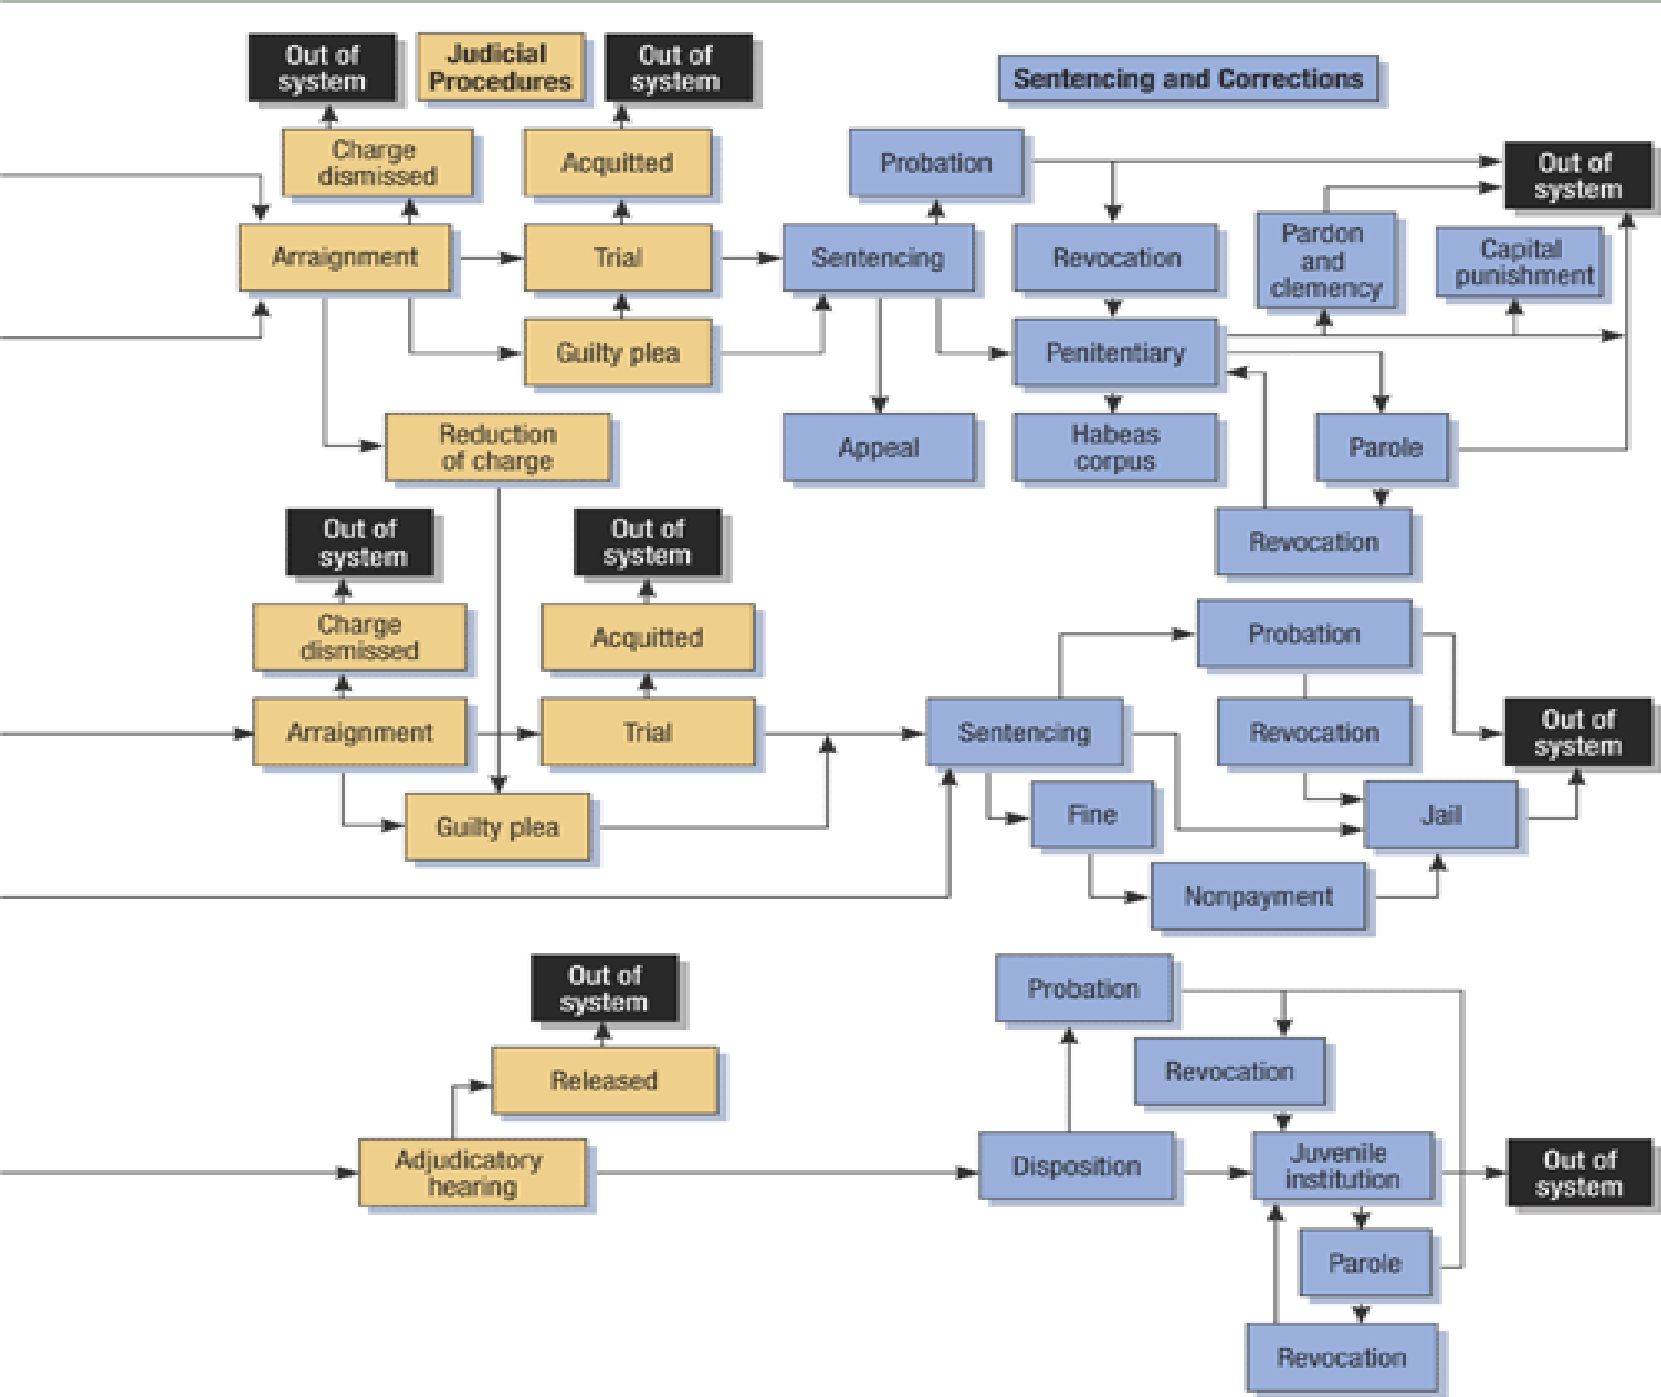 Out of
system
Judicial
Procedures
Out of
system
Sentencing and Corrections
Charge
dismissed
Acquitted
Probation
Out of
system
Arraignment
Trial
Sentencing
Revocation
Pardon
and
clemency
Capital
punishment
Guilty plea
Penitentiary
Reduction
of charge
Appeal
Habeas
corpus
Parole
Revocation
Out of
system
Out of
system
Charge
dismissed
Acquitted
Probation
Arraignment
Trial
Sentencing
Revocation
Out of
system
Guilty plea
Fine
Jail
Nonpayment
Out of
system
Probation
Released
Revocation
Adjudicatory
hearing
Disposition
Juvenile
institution
Out of
system
Parole
Revocation